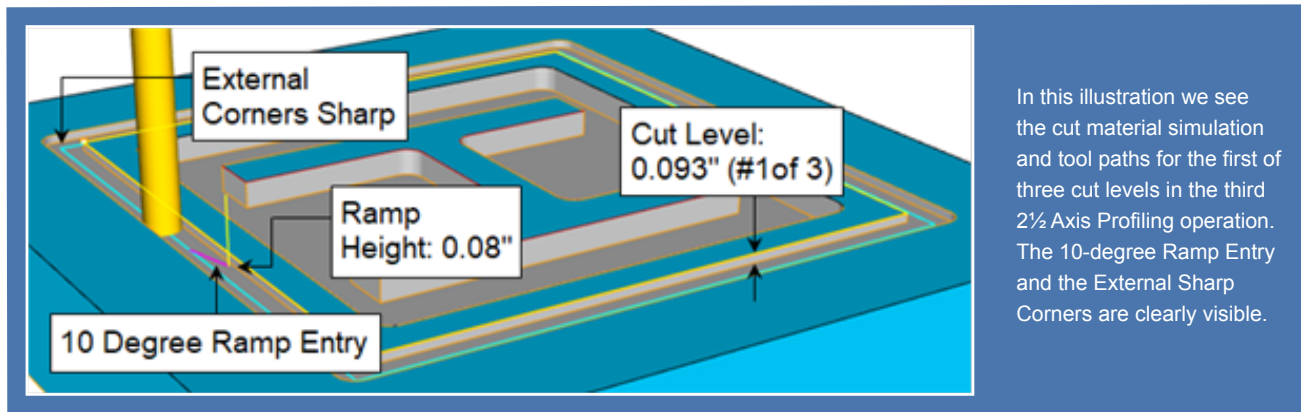 External
Corners Sharp
Cut Level:
0.093" (#1of 3)
Ramp
Height: 0.08"
10 Degree Ramp Entry
In this illustration we see
the cut material simulation
and tool paths for the first of
three cut levels in the third
2½ Axis Profiling operation.
The 10-degree Ramp Entry
and the External Sharp
Corners are clearly visible.